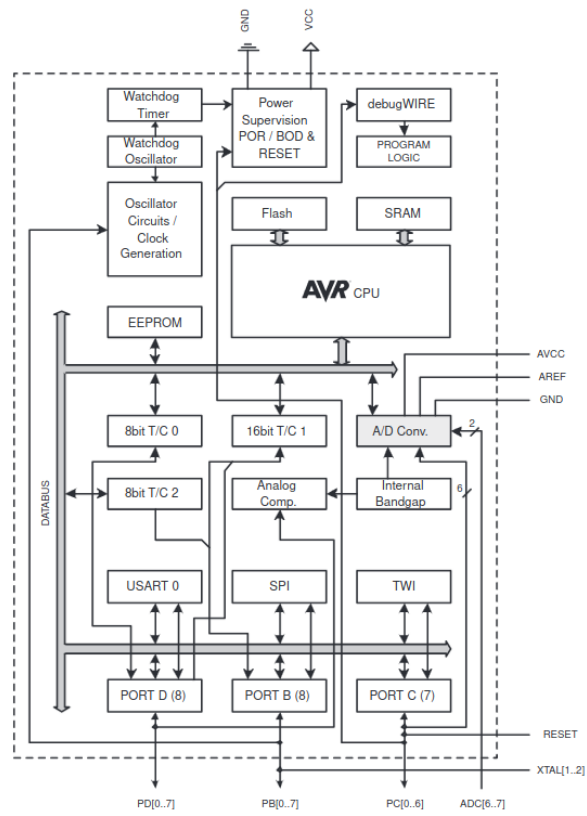 GND
VCC
Watchdog
Timer
Power
Supervision
POR / BOD &
RESET
debugWIRE
Watchdog
Oscillator
PROGRAM
LOGIC
Oscillator
Circuits /
Clock
Generation
Flash
SRAM
AVR CPU
EEPROM
AVCC
AREF
GND
8bit T/C 0
16bit T/C 1
A/D Conv.
2
DATABUS
8bit T/C 2
Analog
Comp.
Internal
Bandgap
6
USART 0
SPI
TWI
PORT D (8)
PORT B (8)
PORT C (7)
RESET
XTAL[1..2]
PD[0..7]
PB[0..7]
PC[0..6]
ADC[6..7]